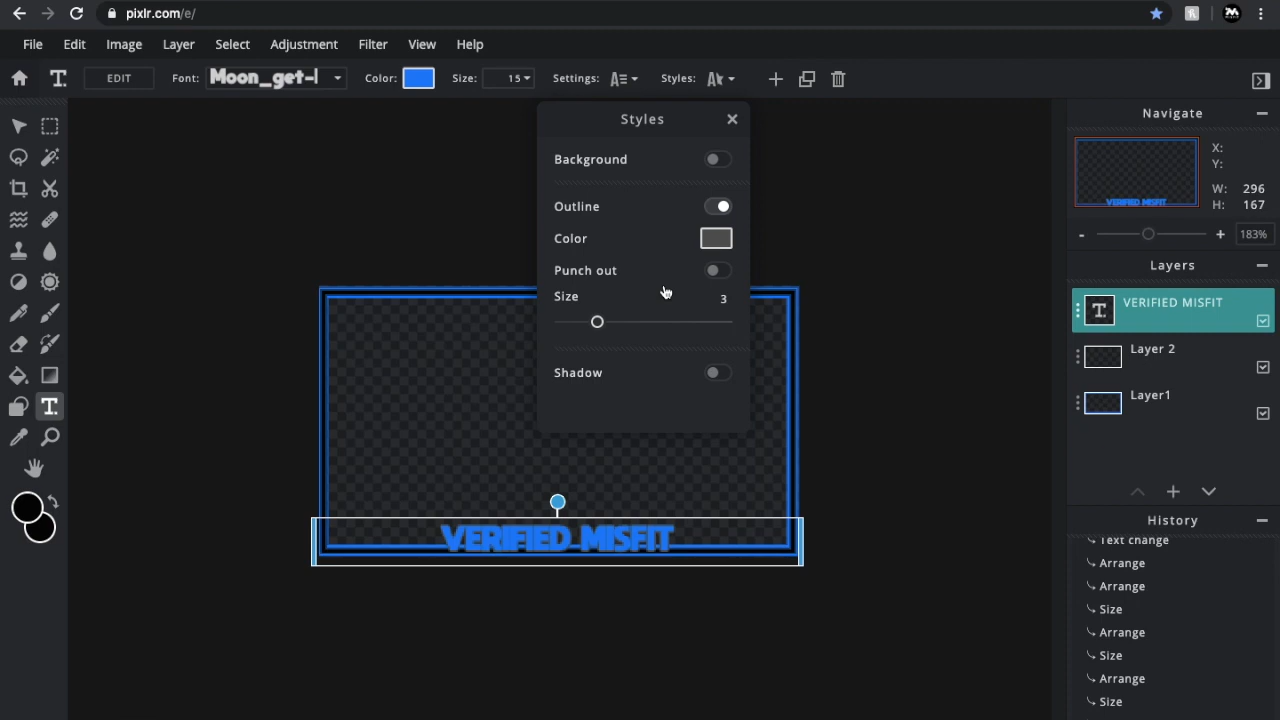 pixlr.com/e/
File Edit Image Layer Select Adjustment Filter View Help
EDIT Font: Moon_get-l Color: Size: 15 Settings: Styles:
Styles
Background
Outline
Color
Punch out
Size 3
Shadow
VERIFIED MISFIT
Navigate
X:
Y:
W: 296
H: 167
VERIFIED MISFIT
- + 183%
Layers
T VERIFIED MISFIT
Layer 2
Layer1
History
Text change
Arrange
Arrange
Size
Arrange
Size
Arrange
Size